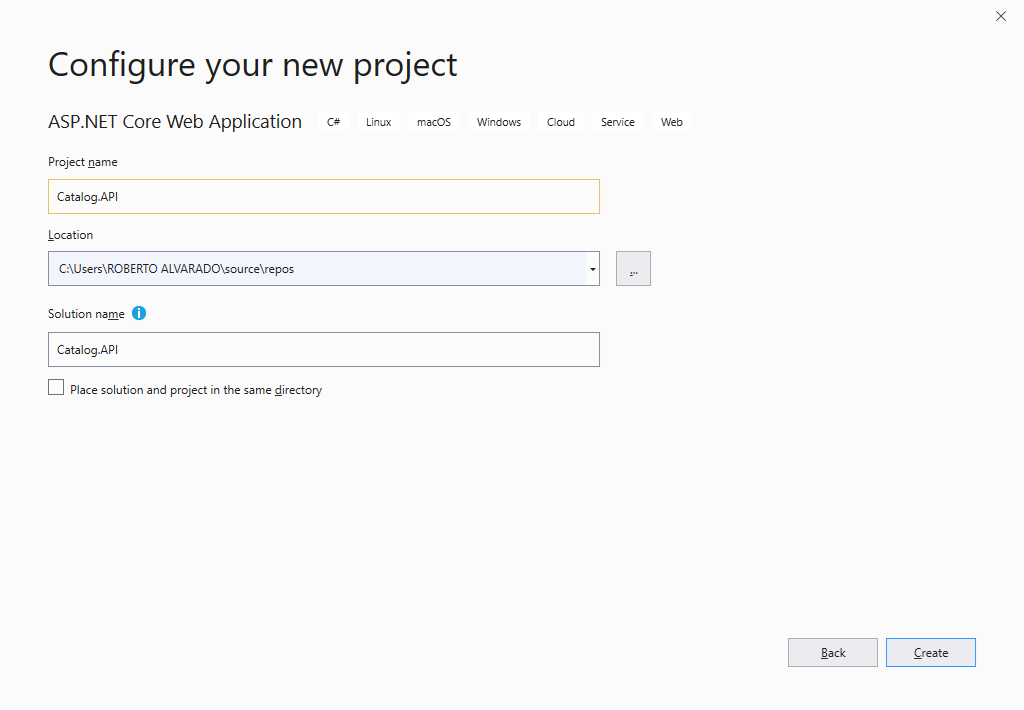 Configure your new project
ASP.NET Core Web Application C# Linux macOS Windows Cloud Service Web
Project name
Catalog.API
Location
C:\Users\ROBERTO ALVARADO\source\repos
...
Solution name i
Catalog.API
Place solution and project in the same directory
Back Create